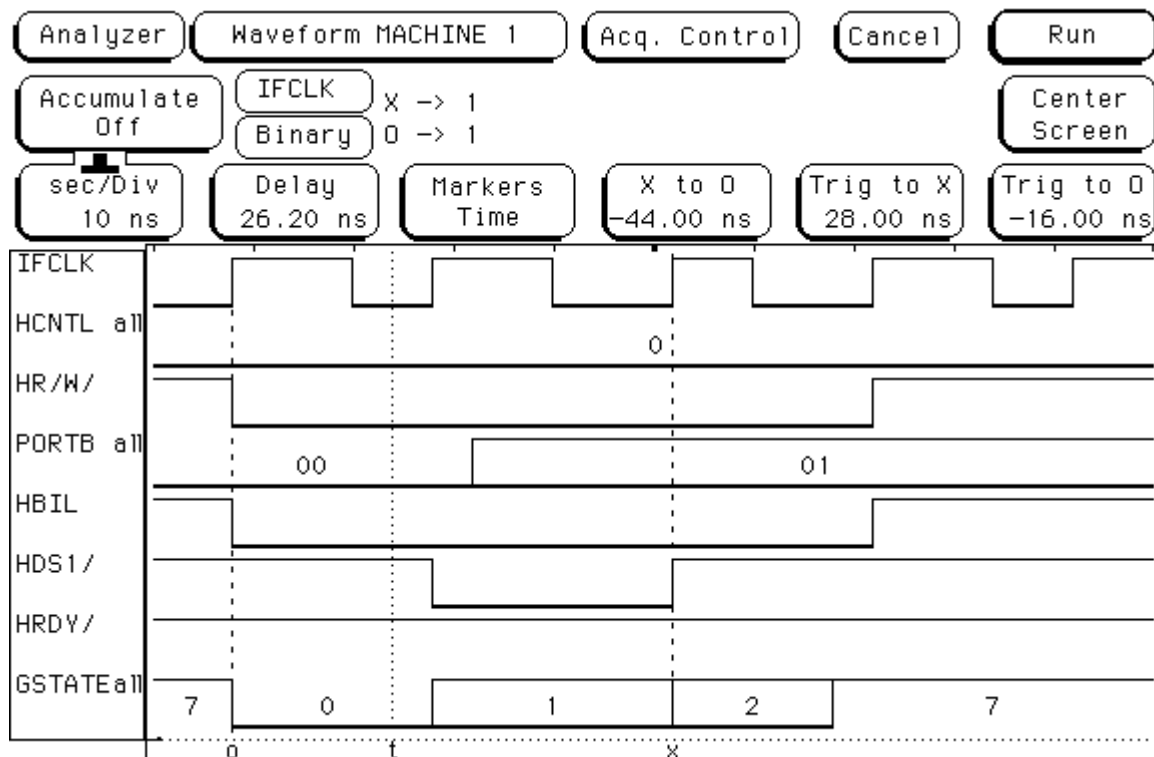 Analyzer Waveform MACHINE 1 Acq. Control Cancel Run
Accumulate Off
IFCLK X -> 1
Binary O -> 1
Center Screen
sec/Div Delay Markers X to O Trig to X Trig to O
10 ns 26.20 ns Time -44.00 ns 28.00 ns -16.00 ns
IFCLK
HCNTL all 0
HR/W/
PORTB all 00 01
HBIL
HDS1/
HRDY/
GSTATEall 7 0 1 2 7
o t x